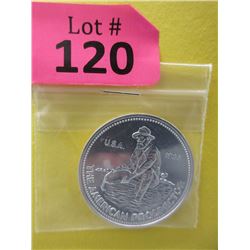 Lot #
120
U.S.A.
THE AMERICAN PROSPECTOR